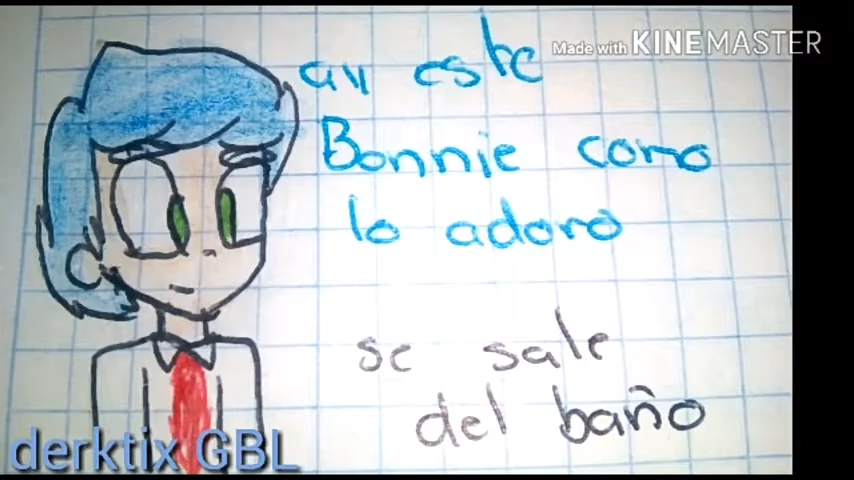 Made with KINEMASTER
ay este
Bonnie como
lo adoro
se sale
del baño
derktix GBL